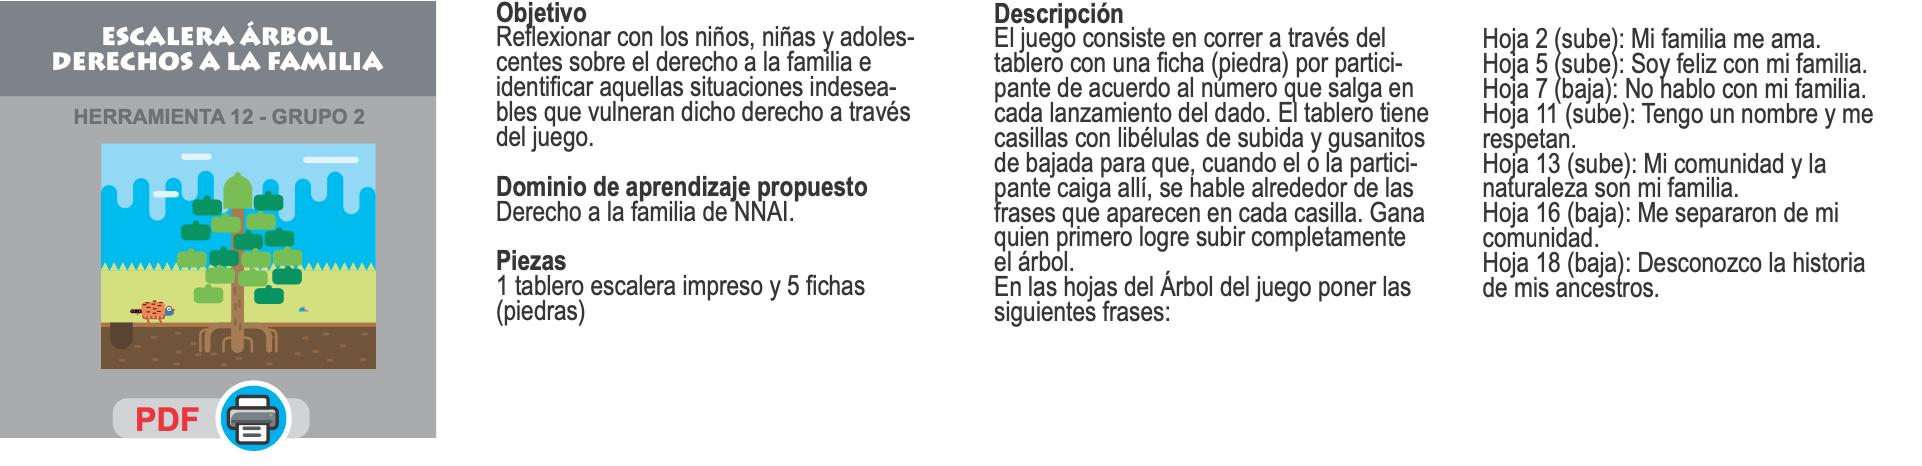 ESCALERA ÁRBOL
DERECHOS A LA FAMILIA
HERRAMIENTA 12 - GRUPO 2
PDF
Objetivo
Reflexionar con los niños, niñas y adoles-
centes sobre el derecho a la familia e
identificar aquellas situaciones indesea-
bles que vulneran dicho derecho a través
del juego.
Dominio de aprendizaje propuesto
Derecho a la familia de NNAI.
Piezas
1 tablero escalera impreso y 5 fichas
(piedras)
Descripción
El juego consiste en correr a través del
tablero con una ficha (piedra) por partici-
pante de acuerdo al número que salga en
cada lanzamiento del dado. El tablero tiene
casillas con libélulas de subida y gusanitos
de bajada para que, cuando el o la partici-
pante caiga allí, se hable alrededor de las
frases que aparecen en cada casilla. Gana
quien primero logre subir completamente
el árbol.
En las hojas del Árbol del juego poner las
siguientes frases:
Hoja 2 (sube): Mi familia me ama.
Hoja 5 (sube): Soy feliz con mi familia.
Hoja 7 (baja): No hablo con mi familia.
Hoja 11 (sube): Tengo un nombre y me
respetan.
Hoja 13 (sube): Mi comunidad y la
naturaleza son mi familia.
Hoja 16 (baja): Me separaron de mi
comunidad.
Hoja 18 (baja): Desconozco la historia
de mis ancestros.